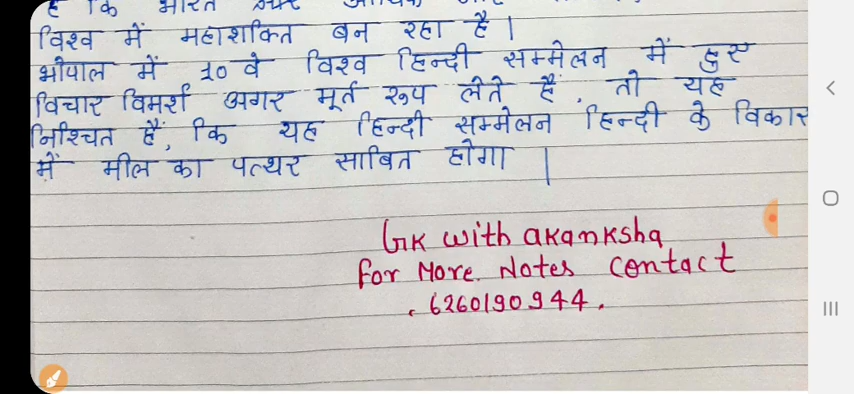 है कि भारत
विश्व में महाशक्ति बन रहा है |
भोपाल में 10 वे विश्व हिन्दी सम्मेलन में हुए
विचार विमर्श अगर मूर्त रूप लेते हैं, तो यह
निश्चित हैं, कि यह हिन्दी सम्मेलन हिन्दी के विकास
में मील का पत्थर साबित होगा |
GK with akanksha
For More. Notes contact
6260190944.